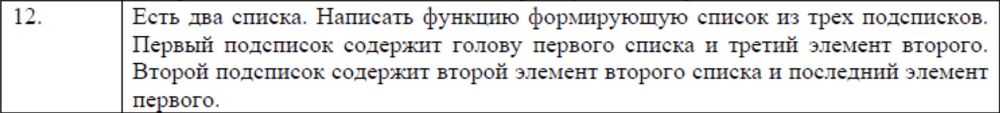 12.
Есть два списка. Написать функцию формирующую список из трех подсписков.
Первый подсписок содержит голову первого списка и третий элемент второго.
Второй подсписок содержит второй элемент второго списка и последний элемент
первого.